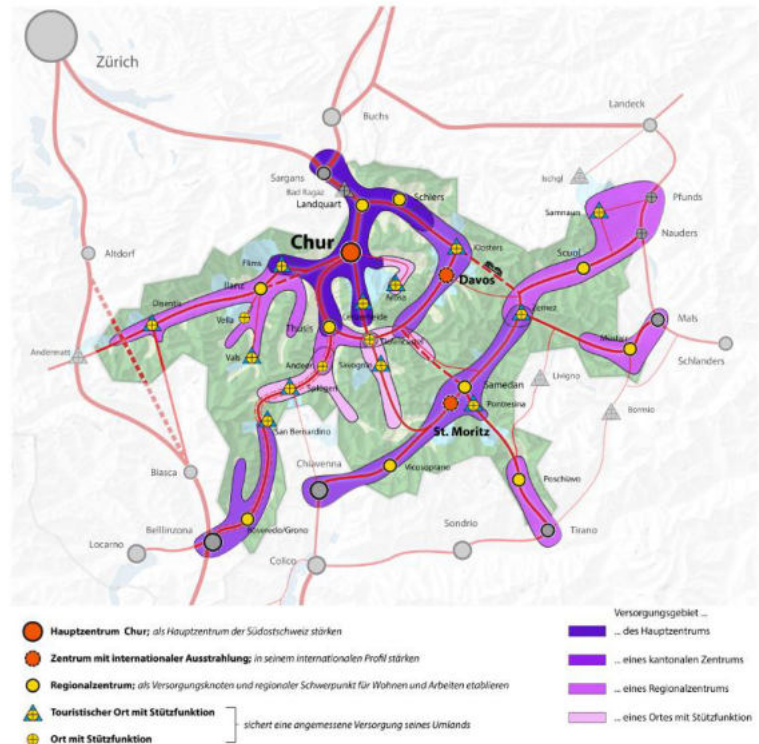 Zürich
Buchs
Landeck
Sargans
Bad Ragaz
Landquart
Schiers
Ischgl
Samnaun
Pfunds
Nauders
Chur
Klosters
Scuol
Altdorf
Flims
Davos
Arosa
Ilanz
Disentis
Zernez
Mals
Vella
Thusis
Lenzerheide
Andermatt
Vals
Andeer
Savognin
Schlanders
Samedan
Livigno
Splügen
Pontresina
Bormio
St. Moritz
San Bernardino
Chiavenna
Biasca
Vicosoprano
Poschiavo
Bellinzona
Roveredo/Grono
Tirano
Locarno
Sondrio
Colico
Versorgungsgebiet ...
Hauptzentrum Chur; als Hauptzentrum der Südostschweiz stärken
... des Hauptzentrums
Zentrum mit internationaler Ausstrahlung; in seinem internationalen Profil stärken
... eines kantonalen Zentrums
Regionalzentrum; als Versorgungsknoten und regionaler Schwerpunkt für Wohnen und Arbeiten etablieren
... eines Regionalzentrums
Touristischer Ort mit Stützfunktion
sichert eine angemessene Versorgung seines Umlands
... eines Ortes mit Stützfunktion
Ort mit Stützfunktion